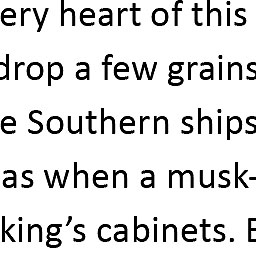 ery heart of this
drop a few grains
e Southern ships
as when a musk-
king’s cabinets.